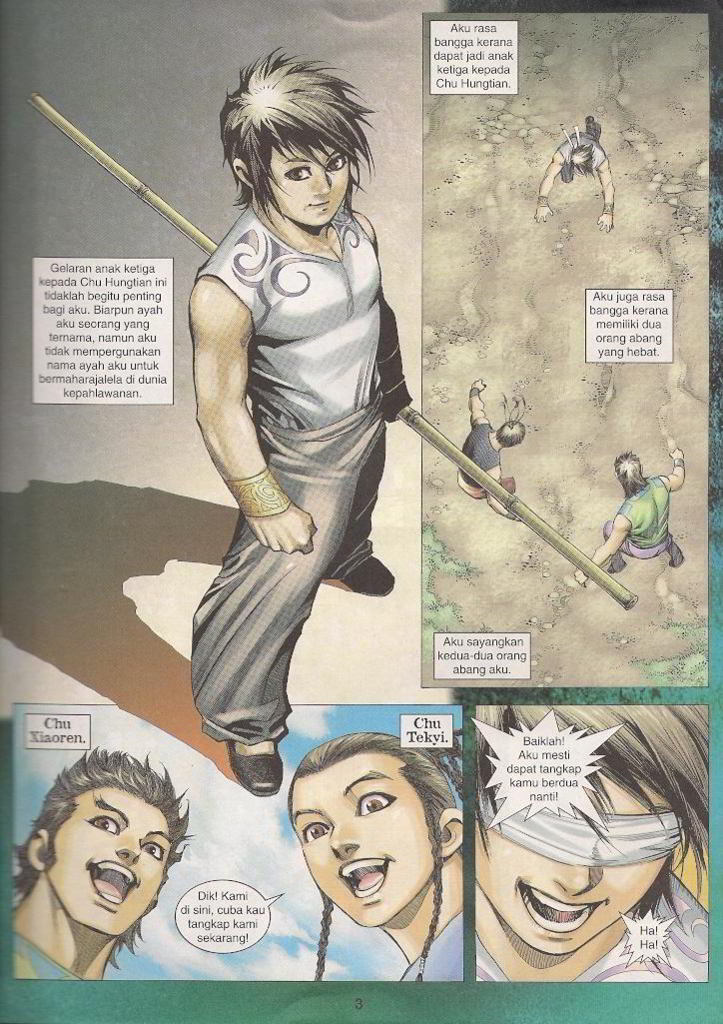 Gelaran anak ketiga
kepada Chu Hungtian ini
tidaklah begitu penting
bagi aku. Biarpun ayah
aku seorang yang
ternama, namun aku
tidak mempergunakan
nama ayah aku untuk
bermaharajalela di dunia
kepahlawanan.
Aku rasa
bangga kerana
dapat jadi anak
ketiga kepada
Chu Hungtian.
Aku juga rasa
bangga kerana
memiliki dua
orang abang
yang hebat.
Aku sayangkan
kedua-dua orang
abang aku.
Chu
Xiaoren.
Chu
Tekyi.
Dik! Kami
di sini, cuba kau
tangkap kami
sekarang!
Baiklah!
Aku mesti
dapat tangkap
kamu berdua
nanti!
Ha!
Ha!
3